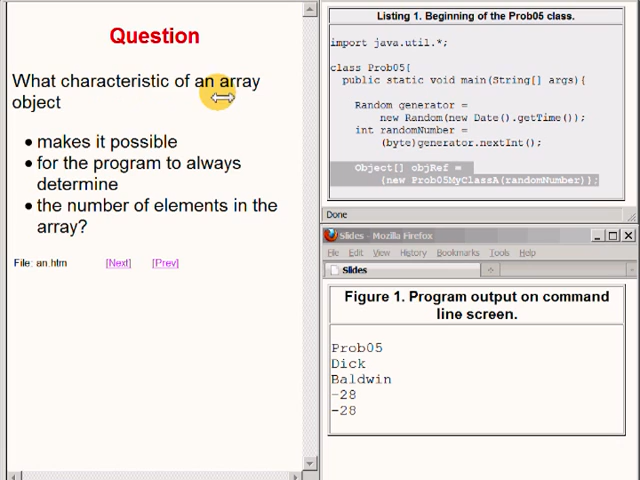 Question
What characteristic of an array
object
• makes it possible
• for the program to always
determine
• the number of elements in the
array?
File: an.htm [Next] [Prev]
Listing 1. Beginning of the Prob05 class.
import java.util.*;
class Prob05{
public static void main(String[] args){
Random generator =
new Random(new Date().getTime());
int randomNumber =
(byte)generator.nextInt();
Object[] objRef =
{new Prob05MyClassA(randomNumber)};
Done
Slides - Mozilla Firefox
File Edit View History Bookmarks Tools Help
Slides
Figure 1. Program output on command
line screen.
Prob05
Dick
Baldwin
-28
-28